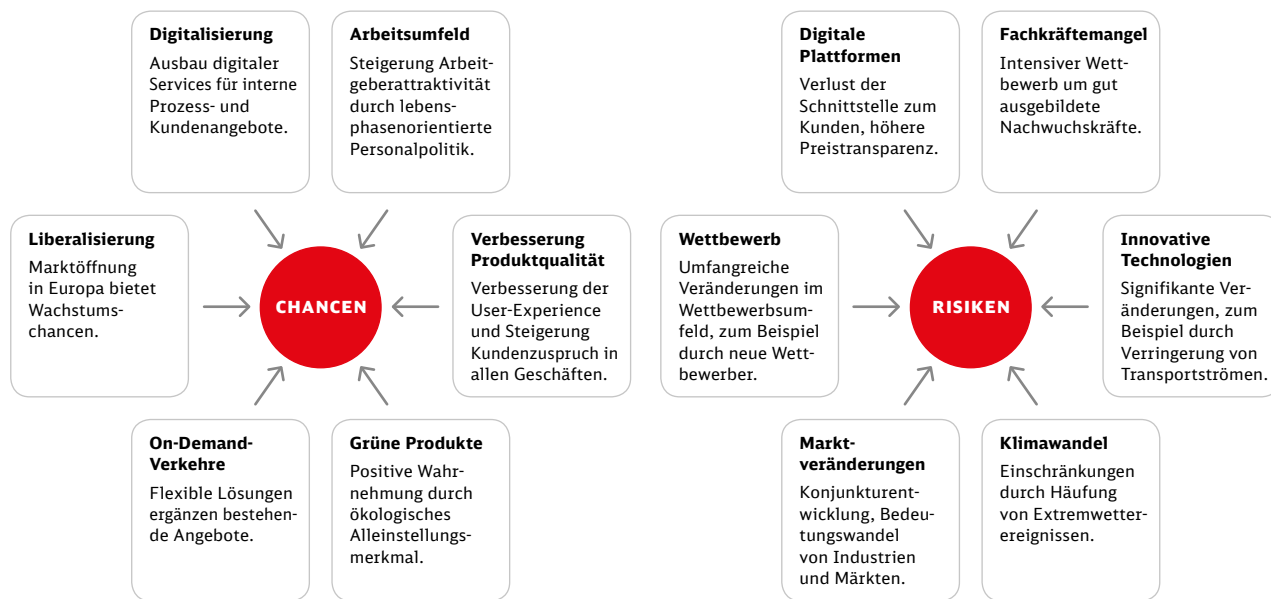 Digitalisierung
Ausbau digitaler
Services für interne
Prozess- und
Kundenangebote.
Arbeitsumfeld
Steigerung Arbeit-
geberattraktivität
durch lebens-
phasenorientierte
Personalpolitik.
Liberalisierung
Marktöffnung
in Europa bietet
Wachstums-
chancen.
CHANCEN
Verbesserung
Produktqualität
Verbesserung der
User-Experience
und Steigerung
Kundenzuspruch in
allen Geschäften.
On-Demand-
Verkehre
Flexible Lösungen
ergänzen bestehen-
de Angebote.
Grüne Produkte
Positive Wahr-
nehmung durch
ökologisches
Alleinstellungs-
merkmal.
Digitale
Plattformen
Verlust der
Schnittstelle zum
Kunden, höhere
Preistransparenz.
Fachkräftemangel
Intensiver Wett-
bewerb um gut
ausgebildete
Nachwuchskräfte.
Wettbewerb
Umfangreiche
Veränderungen im
Wettbewerbsum-
feld, zum Beispiel
durch neue Wett-
bewerber.
RISIKEN
Innovative
Technologien
Signifikante Ver-
änderungen, zum
Beispiel durch
Verringerung von
Transportströmen.
Markt-
veränderungen
Konjunkturent-
wicklung, Bedeu-
tungswandel
von Industrien
und Märkten.
Klimawandel
Einschränkungen
durch Häufung
von Extremwetter-
ereignissen.